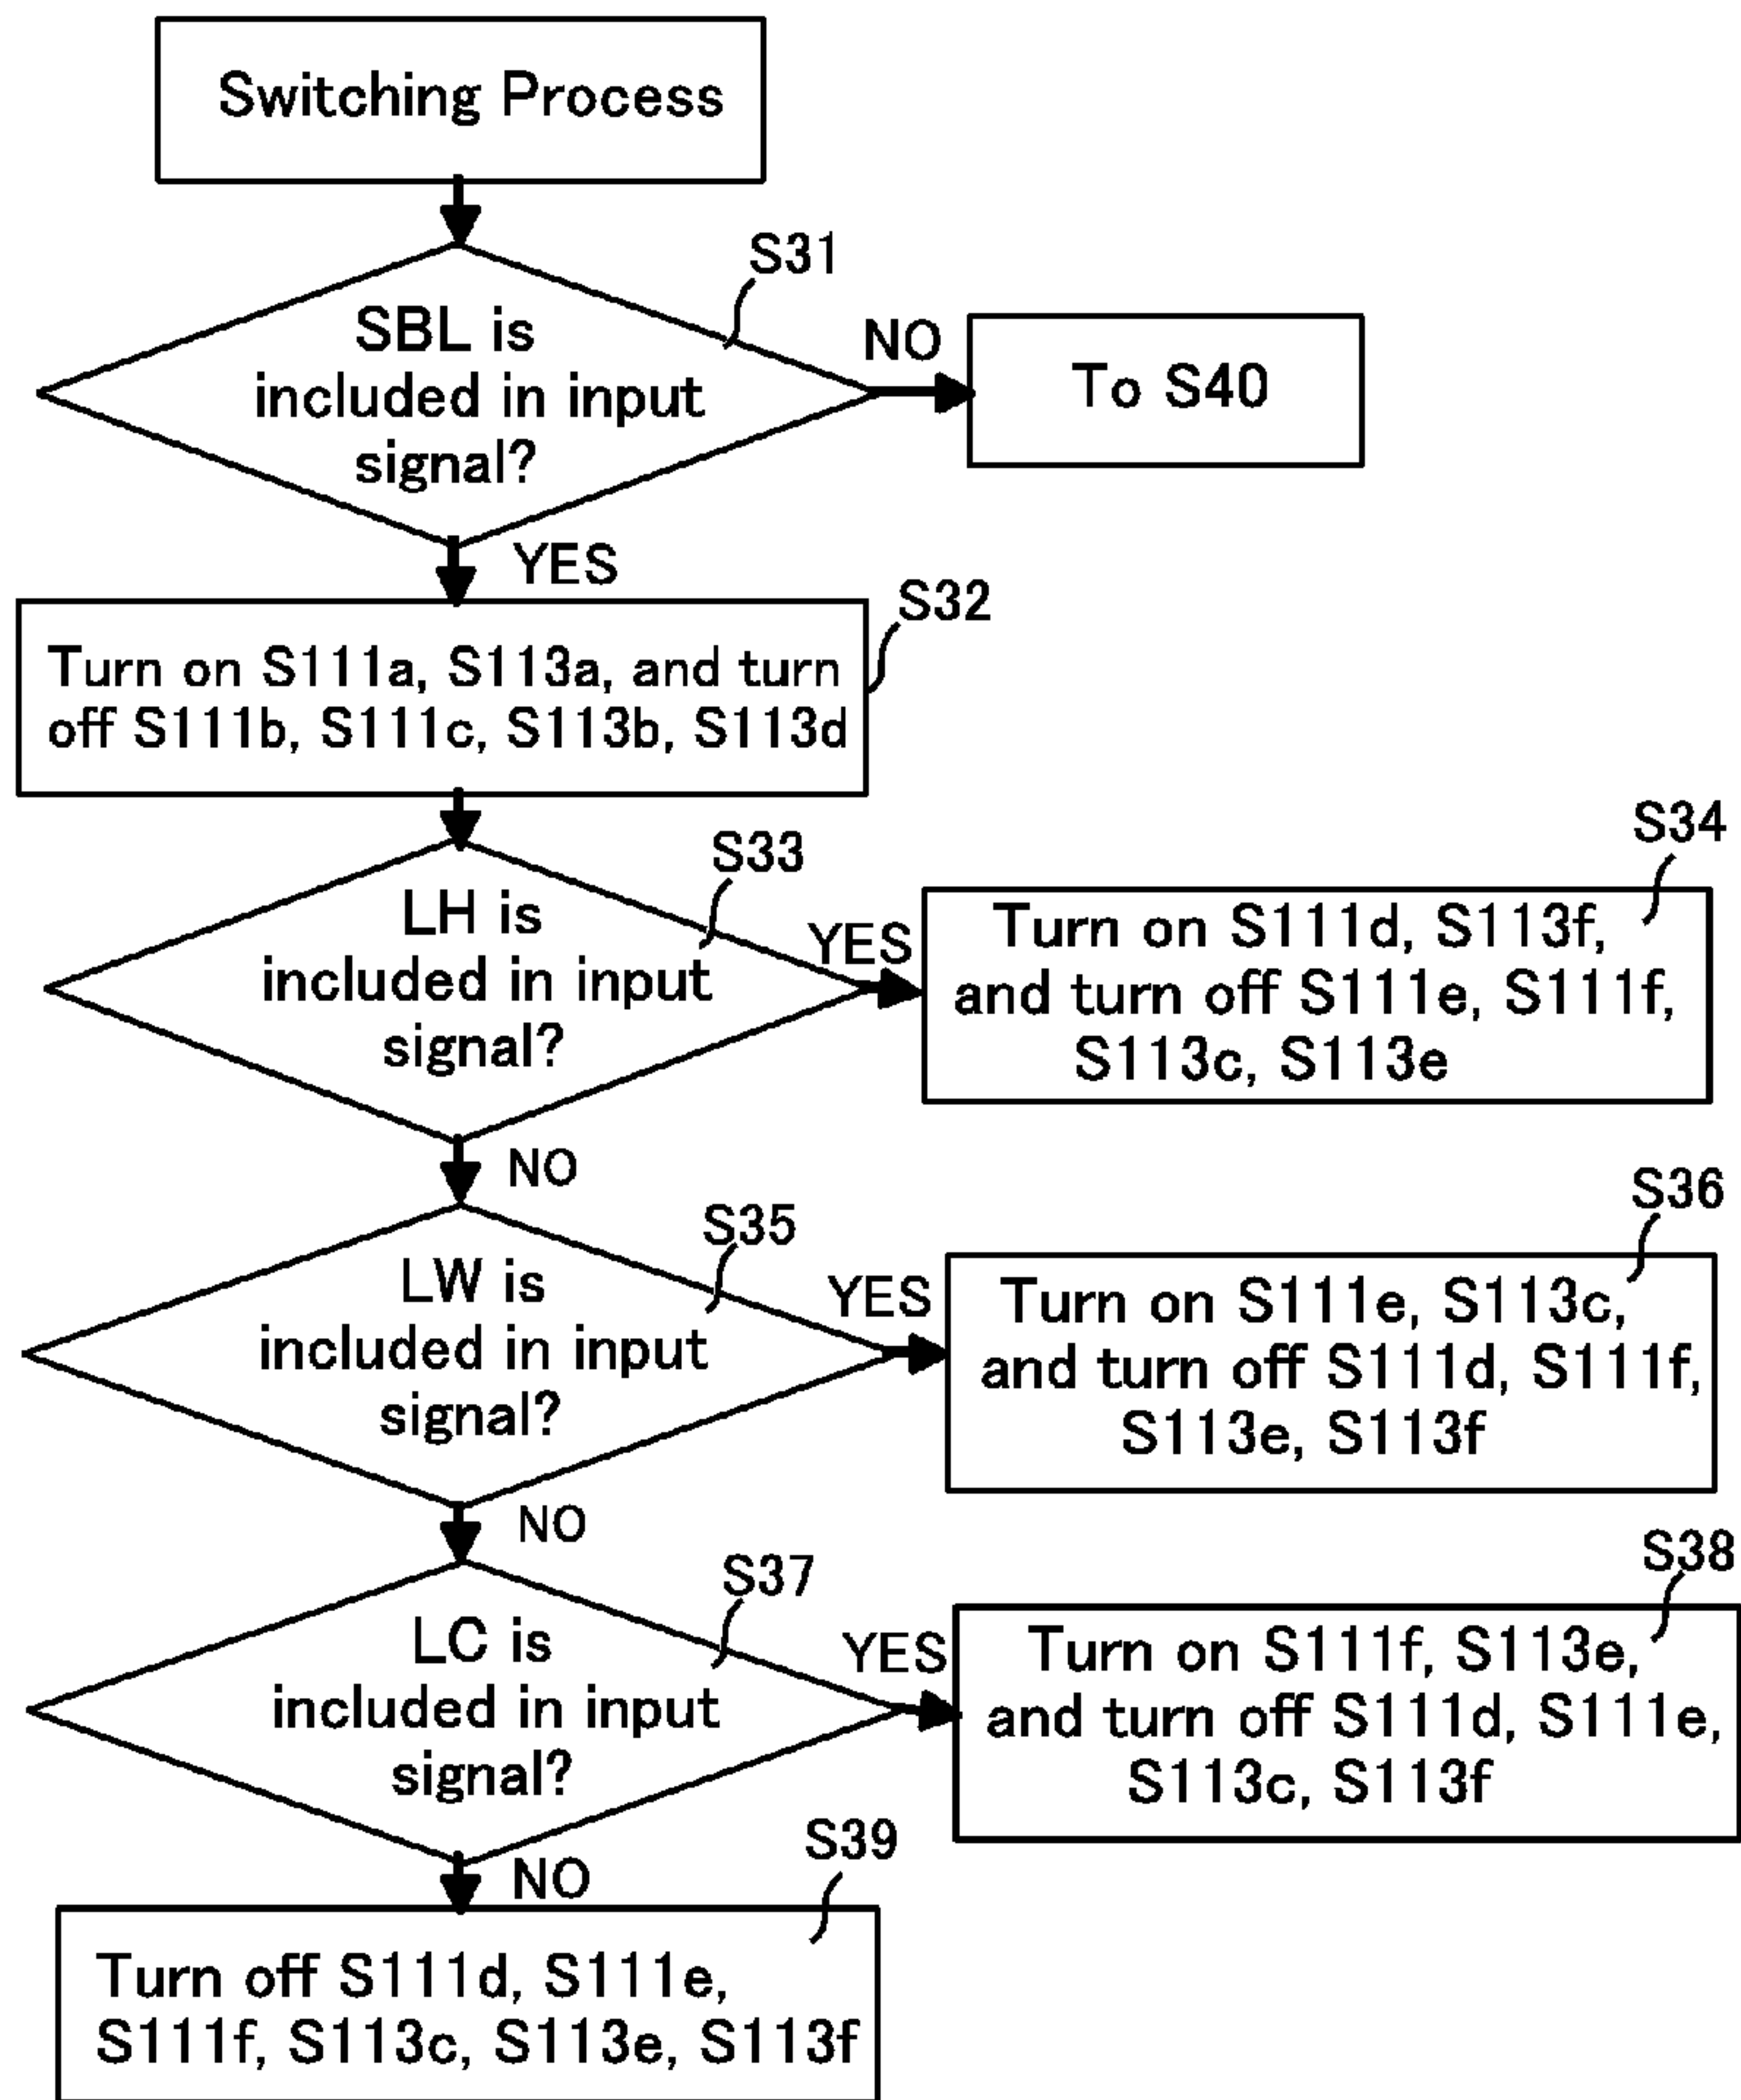 Switching Process
S31
SBL is
included in input
signal?
NO
To S40
YES
S32
Turn on S111a, S113a, and turn
off S111b, S111c, S113b, S113d
S33
LH is
included in input
signal?
YES
S34
Turn on S111d, S113f,
and turn off S111e, S111f,
S113c, S113e
NO
S35
LW is
included in input
signal?
YES
S36
Turn on S111e, S113c,
and turn off S111d, S111f,
S113e, S113f
NO
S37
LC is
included in input
signal?
YES
S38
Turn on S111f, S113e,
and turn off S111d, S111e,
S113c, S113f
NO
S39
Turn off S111d, S111e,
S111f, S113c, S113e, S113f